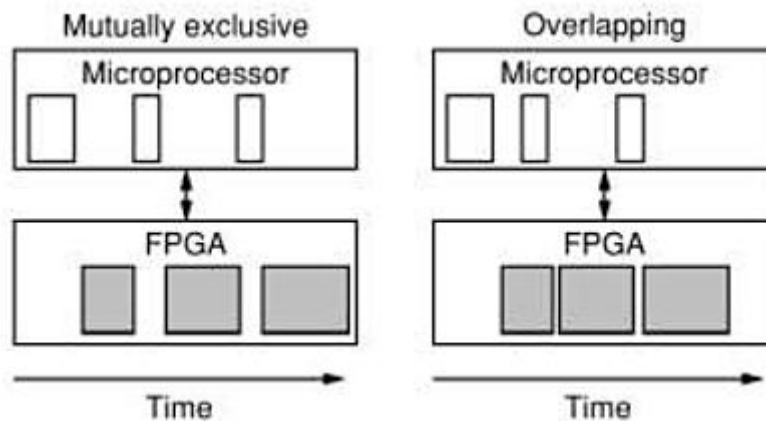 Mutually exclusive
Microprocessor
FPGA
Time
Overlapping
Microprocessor
FPGA
Time